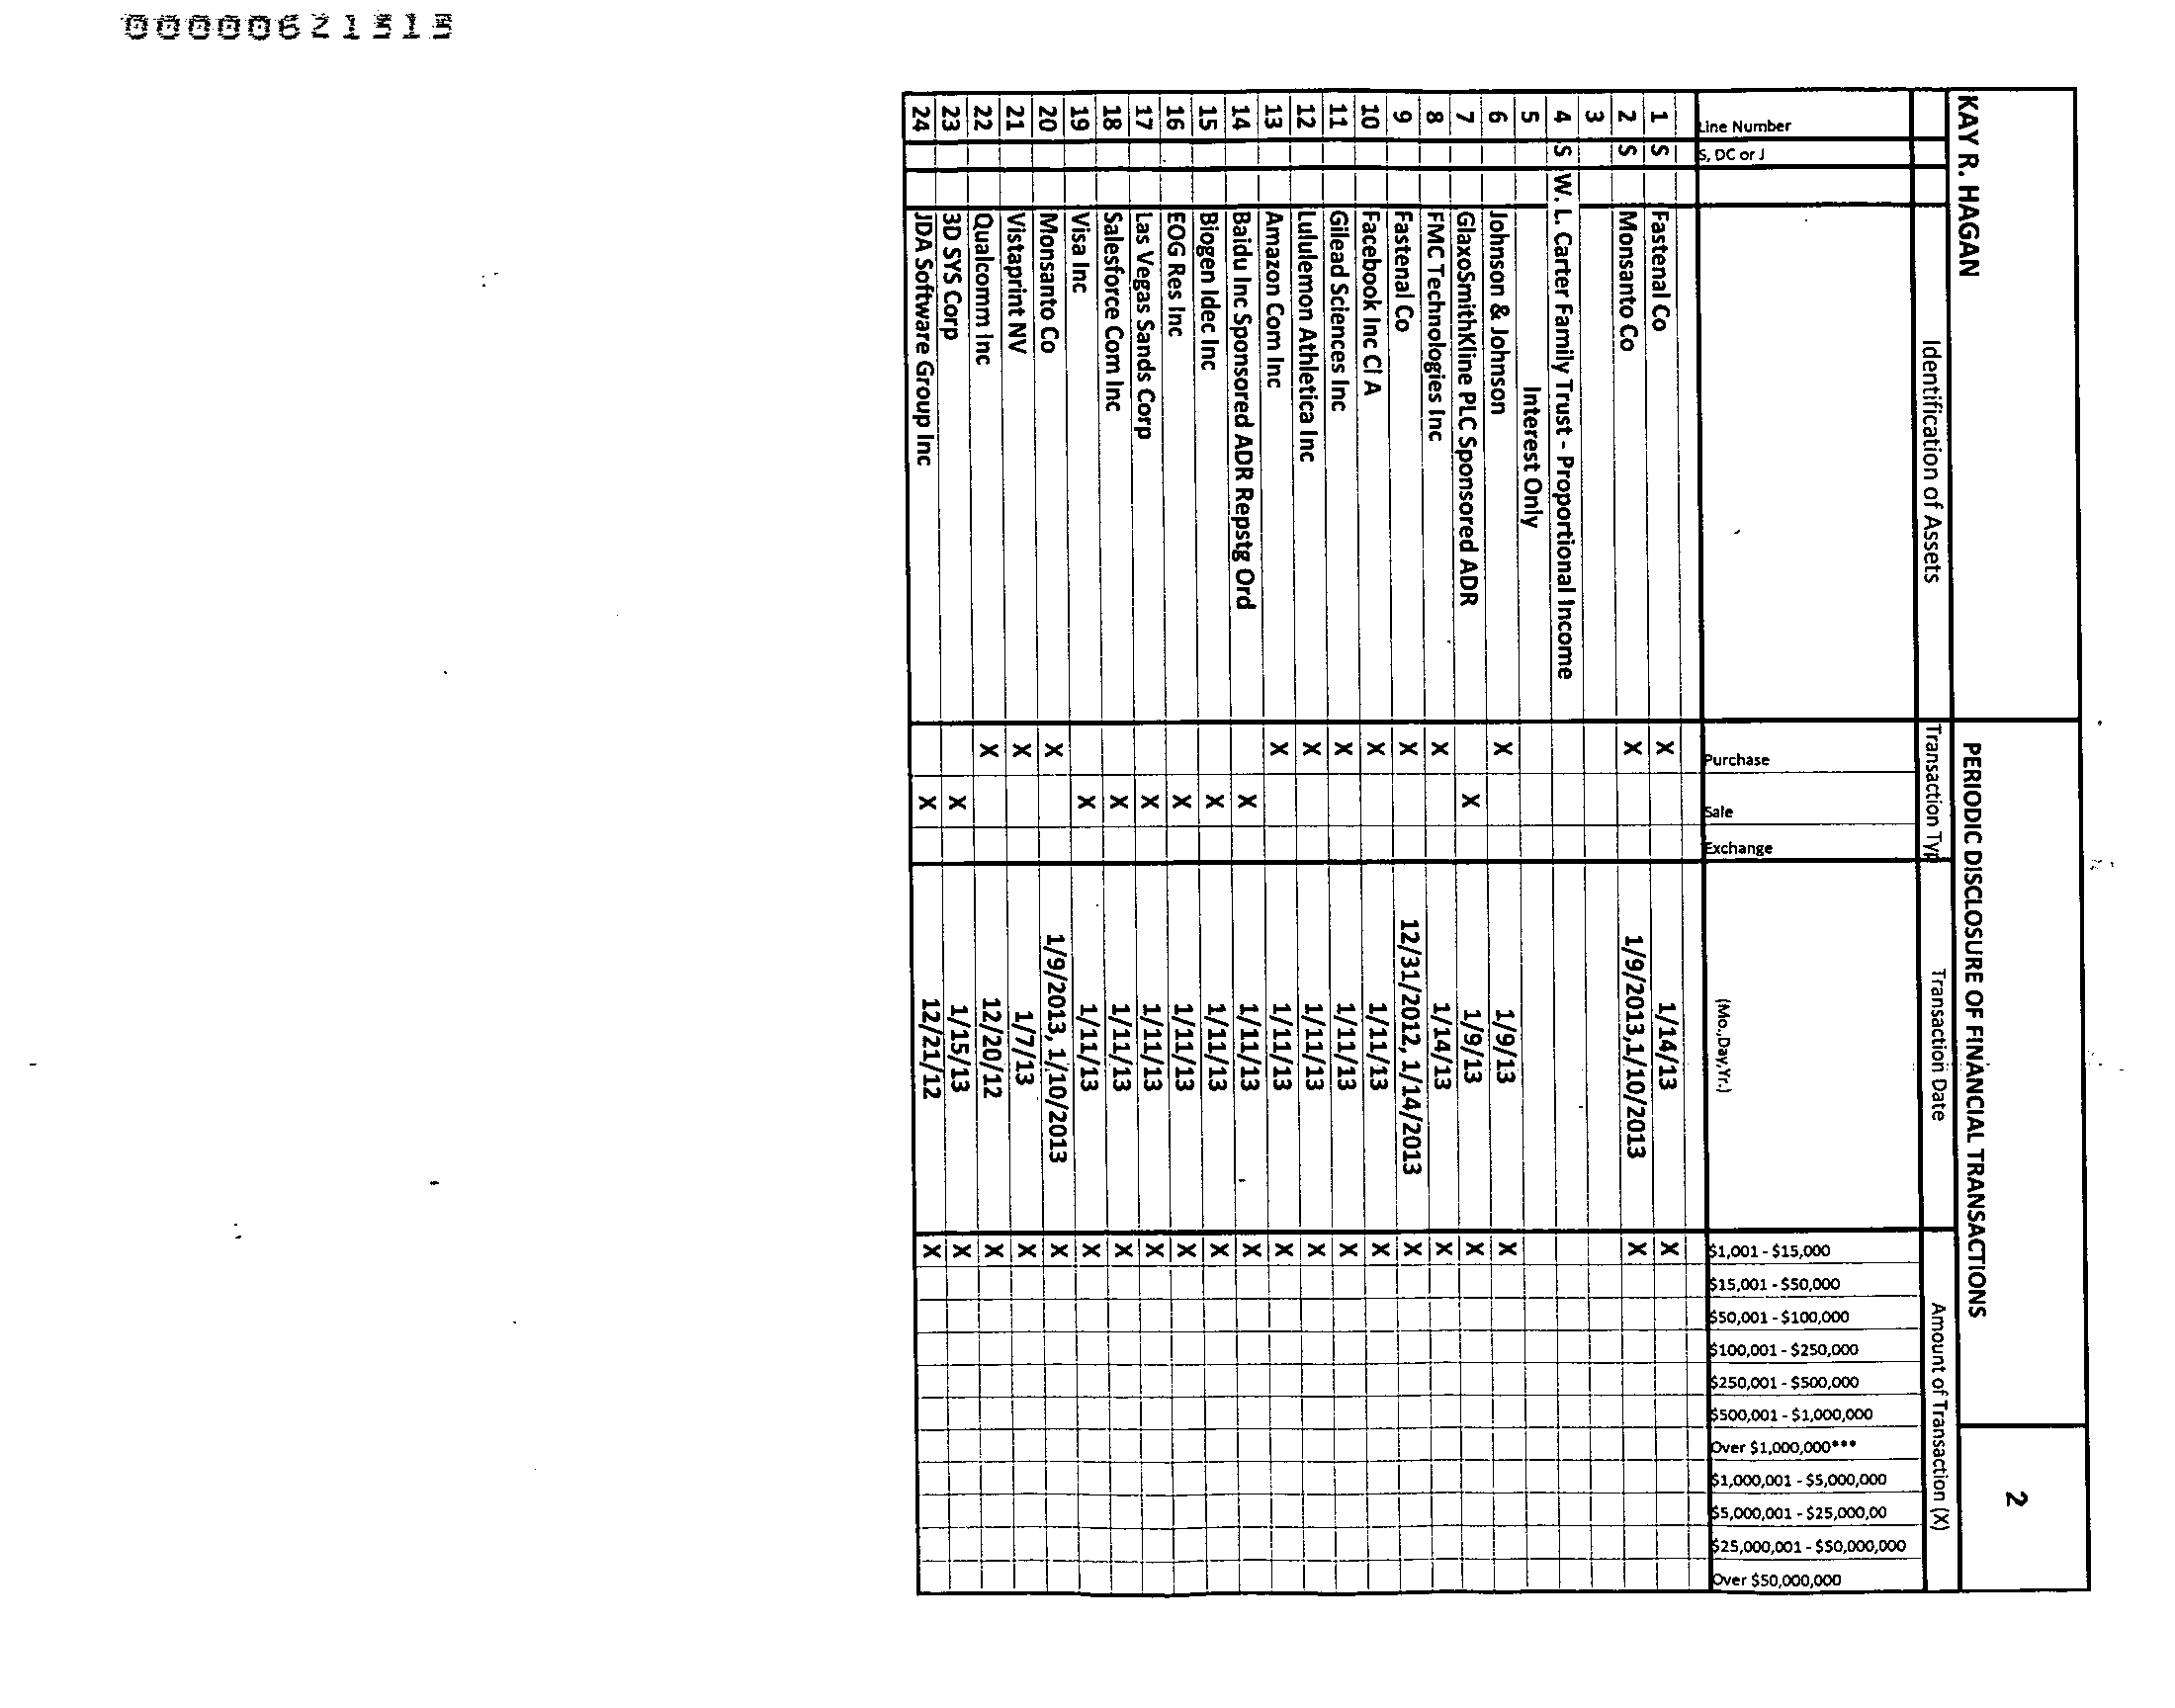 00000621515
KAY R. HAGAN PERIODIC DISCLOSURE OF FINANCIAL TRANSACTIONS 2
Identification of Assets Transaction Typ Transaction Date Amount of Transaction (X)
Line Number S, DC or J Purchase Sale Exchange (Mo.,Day,Yr.) $1,001 - $15,000 $15,001 - $50,000 $50,001 - $100,000 $100,001 - $250,000 $250,001 - $500,000 $500,001 - $1,000,000 Over $1,000,000*** $1,000,001 - $5,000,000 $5,000,001 - $25,000,00 $25,000,001 - $50,000,000 Over $50,000,000
1 S Fastenal Co X 1/14/13 X
2 S Monsanto Co X 1/9/2013,1/10/2013 X
3
4 S W. L. Carter Family Trust - Proportional Income
5 Interest Only
6 Johnson & Johnson X 1/9/13 X
7 GlaxoSmithKline PLC Sponsored ADR X 1/9/13 X
8 FMC Technologies Inc X 1/14/13 X
9 Fastenal Co X 12/31/2012, 1/14/2013 X
10 Facebook Inc Cl A X 1/11/13 X
11 Gilead Sciences Inc X 1/11/13 X
12 Lululemon Athletica Inc X 1/11/13 X
13 Amazon Com Inc X 1/11/13 X
14 Baidu Inc Sponsored ADR Repstg Ord X 1/11/13 X
15 Biogen Idec Inc X 1/11/13 X
16 EOG Res Inc X 1/11/13 X
17 Las Vegas Sands Corp X 1/11/13 X
18 Salesforce Com Inc X 1/11/13 X
19 Visa Inc X 1/11/13 X
20 Monsanto Co X 1/9/2013, 1/10/2013 X
21 Vistaprint NV X 1/7/13 X
22 Qualcomm Inc X 12/20/12 X
23 3D SYS Corp X 1/15/13 X
24 JDA Software Group Inc X 12/21/12 X